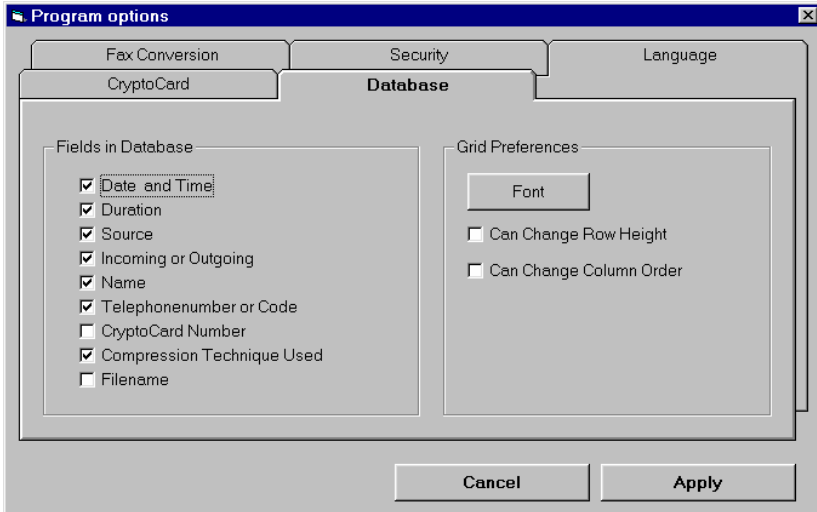 Program options
Fax Conversion Security Language
CryptoCard Database
Fields in Database
Date and Time
Duration
Source
Incoming or Outgoing
Name
Telephonenumber or Code
CryptoCard Number
Compression Technique Used
Filename
Grid Preferences
Font
Can Change Row Height
Can Change Column Order
Cancel Apply